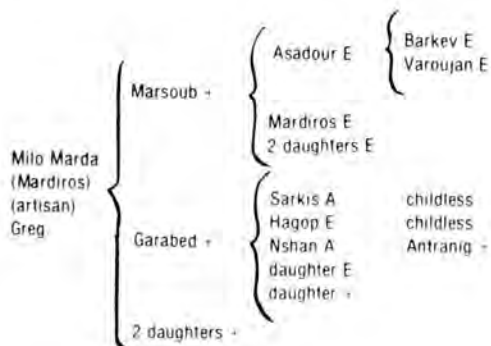 Milo Marda
(Mardiros)
(artisan)
Greg
Marsoub +
Asadour E
Barkev E
Varoujan E
Mardiros E
2 daughters E
Garabed +
Sarkis A childless
Hagop E childless
Nshan A Antranig +
daughter E
daughter +
2 daughters +